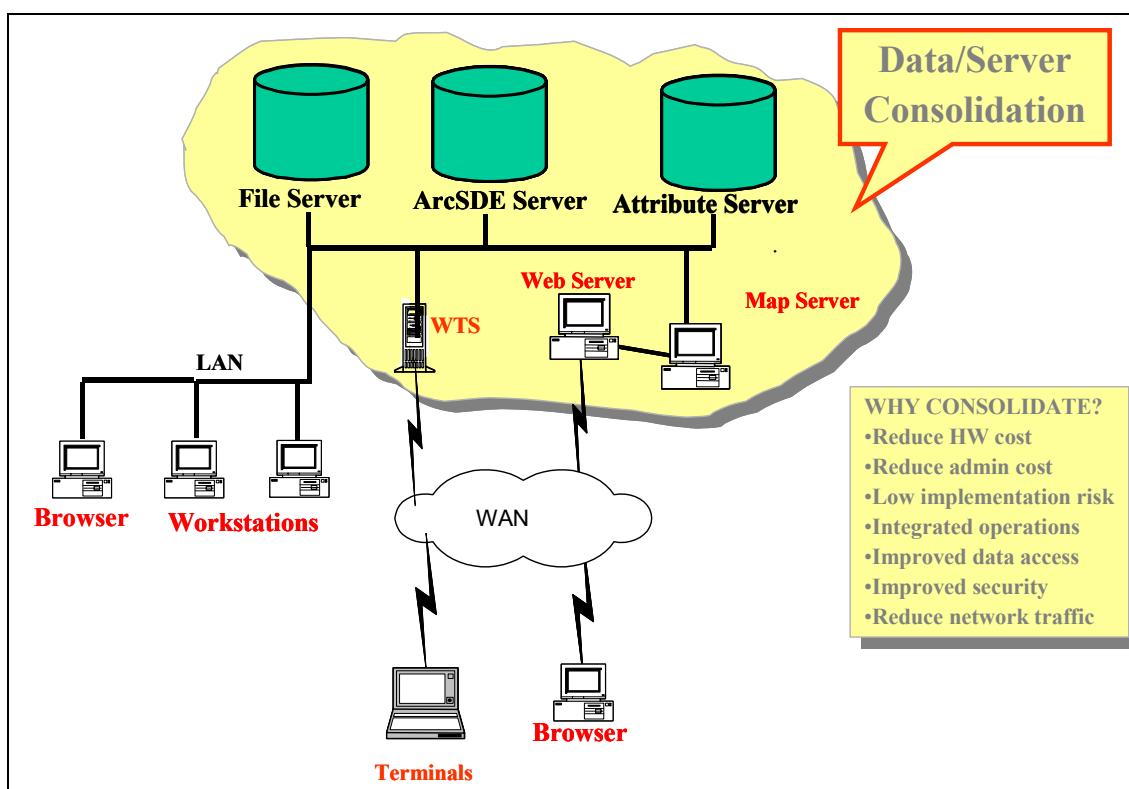 Data/Server
Consolidation
File Server
ArcSDE Server
Attribute Server
Web Server
Map Server
WTS
LAN
Browser
Workstations
WAN
WHY CONSOLIDATE?
•Reduce HW cost
•Reduce admin cost
•Low implementation risk
•Integrated operations
•Improved data access
•Improved security
•Reduce network traffic
Browser
Terminals